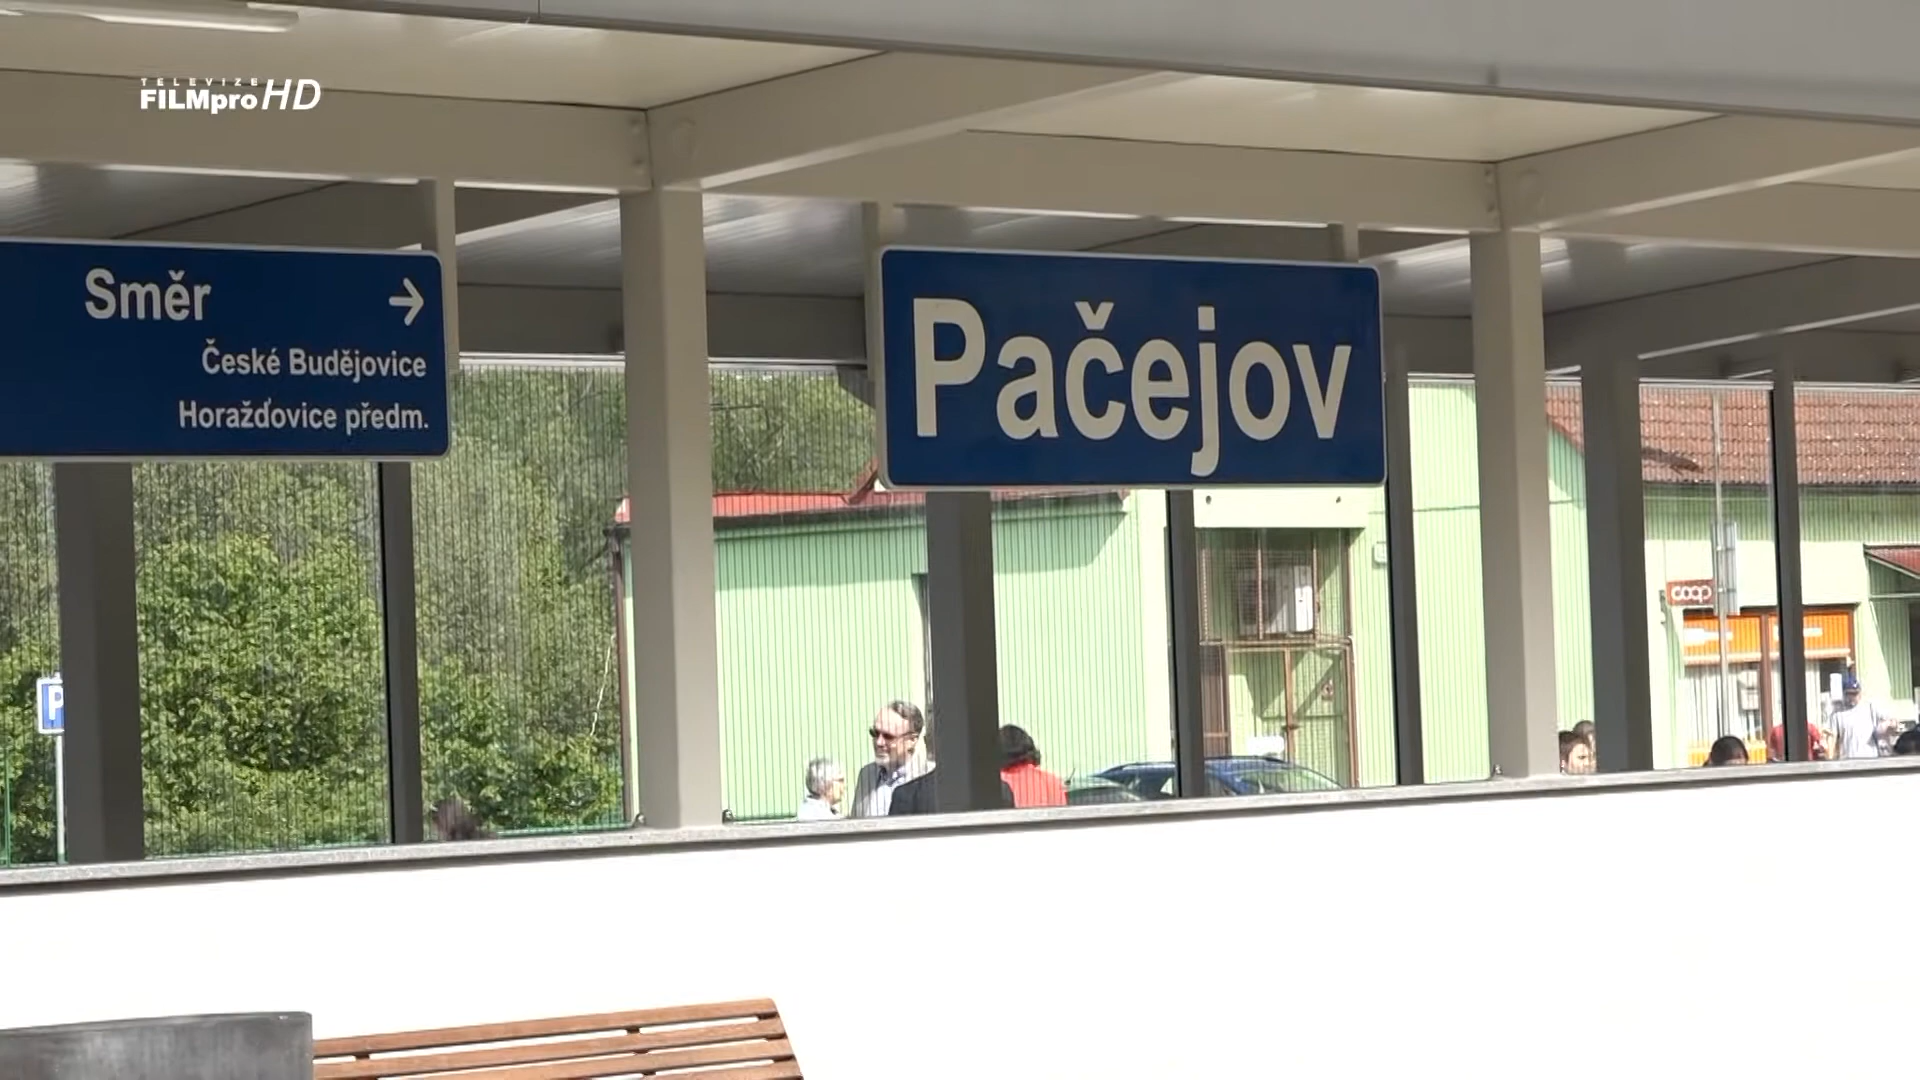 TELEVIZE
FILMpro HD
Směr →
České Budějovice
Horažďovice předm.
Pačejov
P
coop